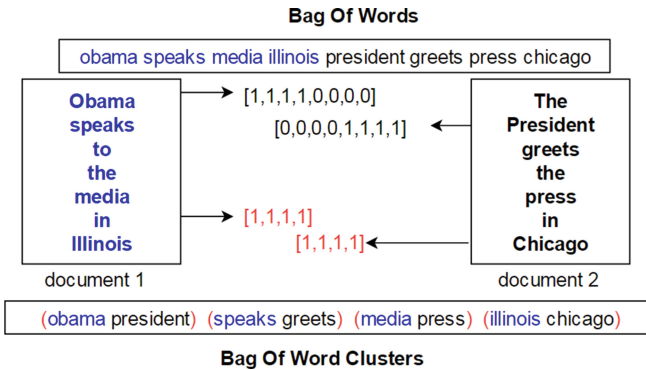 Bag Of Words
obama speaks media illinois president greets press chicago
Obama
speaks
to
the
media
in
Illinois
document 1
[1,1,1,1,0,0,0,0]
[0,0,0,0,1,1,1,1]
[1,1,1,1]
[1,1,1,1]
The
President
greets
the
press
in
Chicago
document 2
(obama president) (speaks greets) (media press) (illinois chicago)
Bag Of Word Clusters